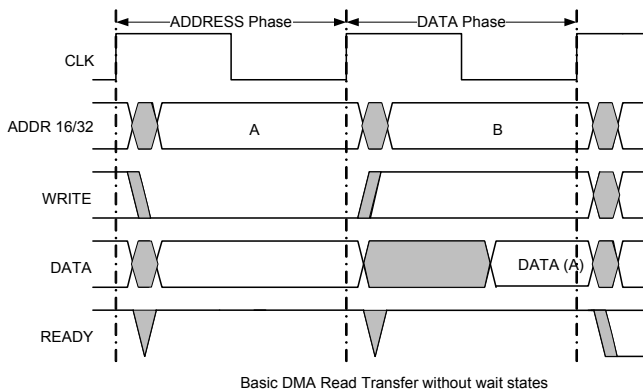 ADDRESS Phase DATA Phase
CLK
ADDR 16/32 A B
WRITE
DATA DATA (A)
READY
Basic DMA Read Transfer without wait states